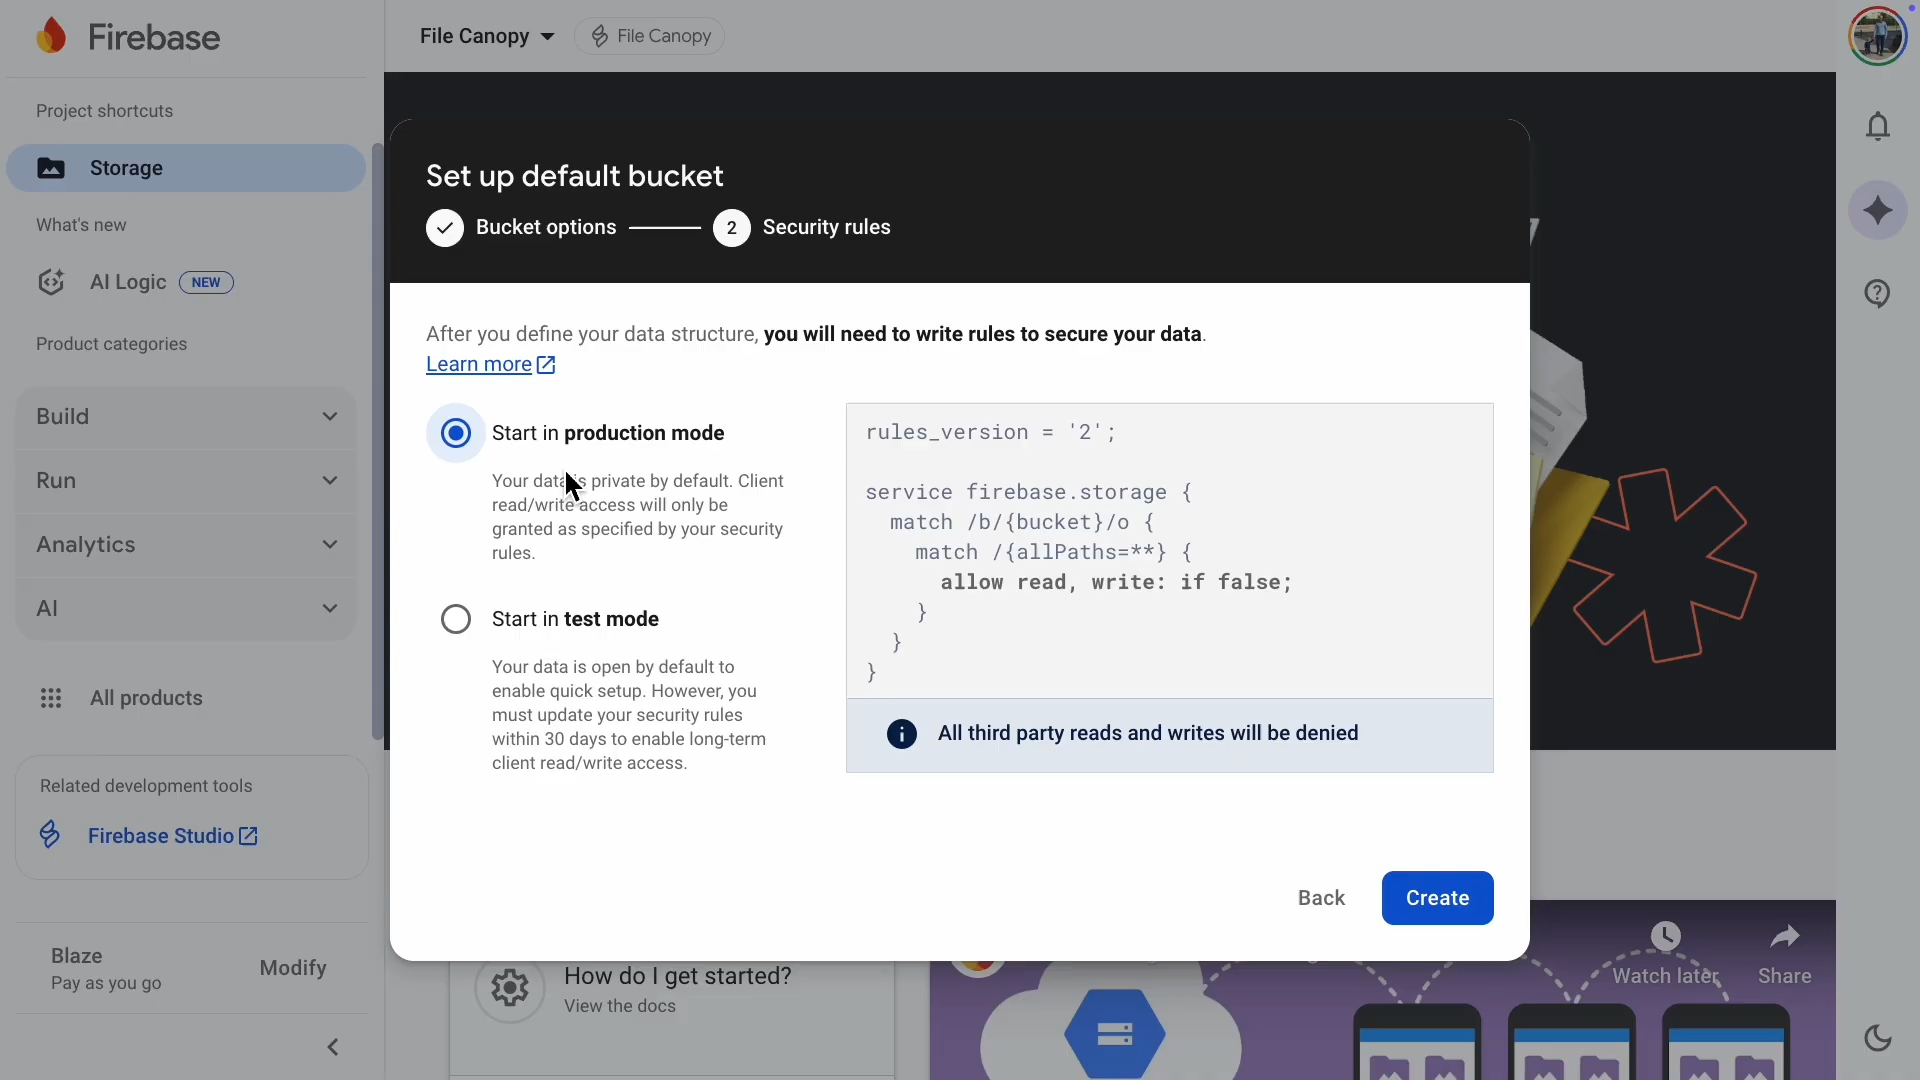 Firebase
File Canopy
File Canopy
Project shortcuts
Storage
What's new
AI Logic NEW
Product categories
Build
Run
Analytics
AI
All products
Related development tools
Firebase Studio
Blaze
Pay as you go
Modify
Set up default bucket
Bucket options
2 Security rules
After you define your data structure, you will need to write rules to secure your data.
Learn more
Start in production mode
Your data is private by default. Client
read/write access will only be
granted as specified by your security
rules.
Start in test mode
Your data is open by default to
enable quick setup. However, you
must update your security rules
within 30 days to enable long-term
client read/write access.
rules_version = '2';
service firebase.storage {
match /b/{bucket}/o {
match /{allPaths=**} {
allow read, write: if false;
}
}
}
All third party reads and writes will be denied
Back
Create
How do I get started?
View the docs
Watch later
Share